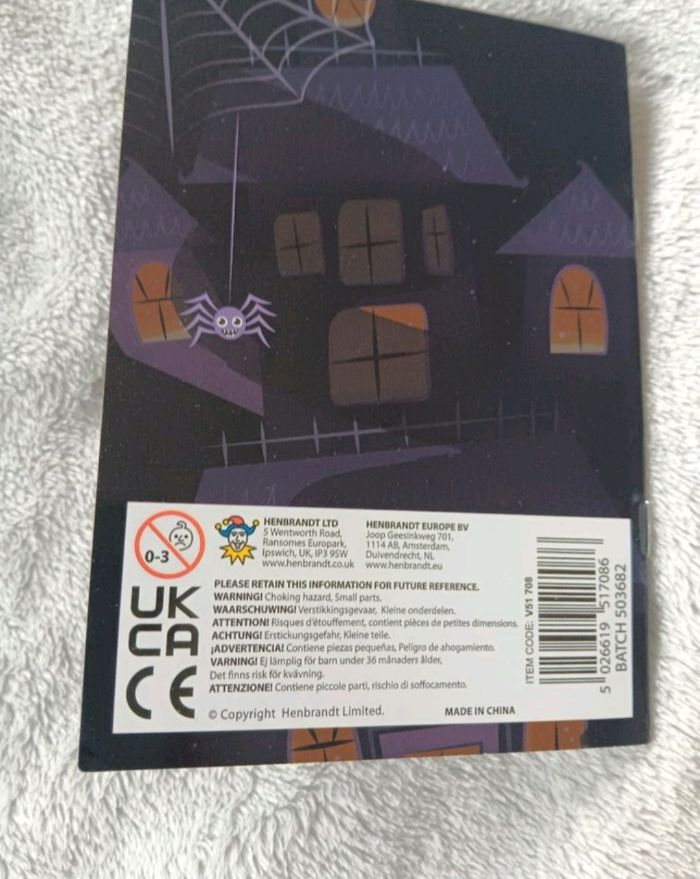 0-3
HENBRANDT LTD
5 Wentworth Road,
Ransomes Europark,
Ipswich, UK, IP3 9SW
www.henbrandt.co.uk
HENBRANDT EUROPE BV
Joop Geesinkweg 701,
1114 AB, Amsterdam,
Duivendrecht, NL
www.henbrandt.eu
UK
CA
CE
PLEASE RETAIN THIS INFORMATION FOR FUTURE REFERENCE.
WARNING! Choking hazard, Small parts.
WAARSCHUWING! Verstikkingsgevaar, Kleine onderdelen.
ATTENTION! Risques d'étouffement, contient pièces de petites dimensions.
ACHTUNG! Erstickungsgefahr, Kleine teile.
¡ADVERTENCIA! Contiene piezas pequeñas, Peligro de ahogamiento.
VARNING! Ej lämplig för barn under 36 månaders ålder,
Det finns risk för kvävning.
ATTENZIONE! Contiene piccole parti, rischio di soffocamento.
© Copyright Henbrandt Limited.
MADE IN CHINA
ITEM CODE: V51 708
5 026619 517086
BATCH 503682